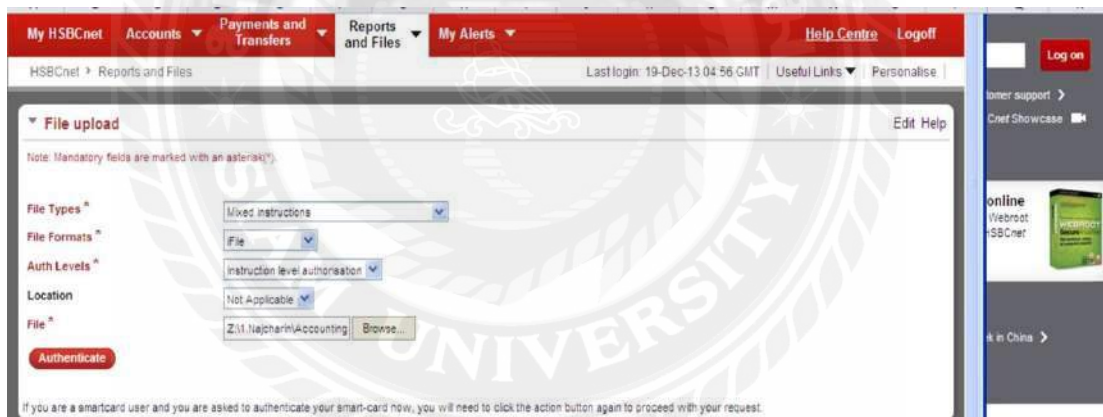 My HSBCnet Accounts Payments and Transfers Reports and Files My Alerts Help Centre Logoff
HSBCnet Reports and Files Last login: 19-Dec-13 04:56 GMT Useful Links Personalise
File upload Edit Help
Note: Mandatory fields are marked with an asterisk(*).
File Types * Mixed instructions
File Formats * iFile
Auth Levels * Instruction level authorisation
Location Not Applicable
File * Z:\1.Najcharin\Accounting Browse...
Authenticate
If you are a smartcard user and you are asked to authenticate your smart-card now, you will need to click the action button again to proceed with your request.
Log on
tomer support
Cnet Showcase
online
Webroot
HSBCnet
WEBROOT
Secure
k in China
SIAM UNIVERSITY